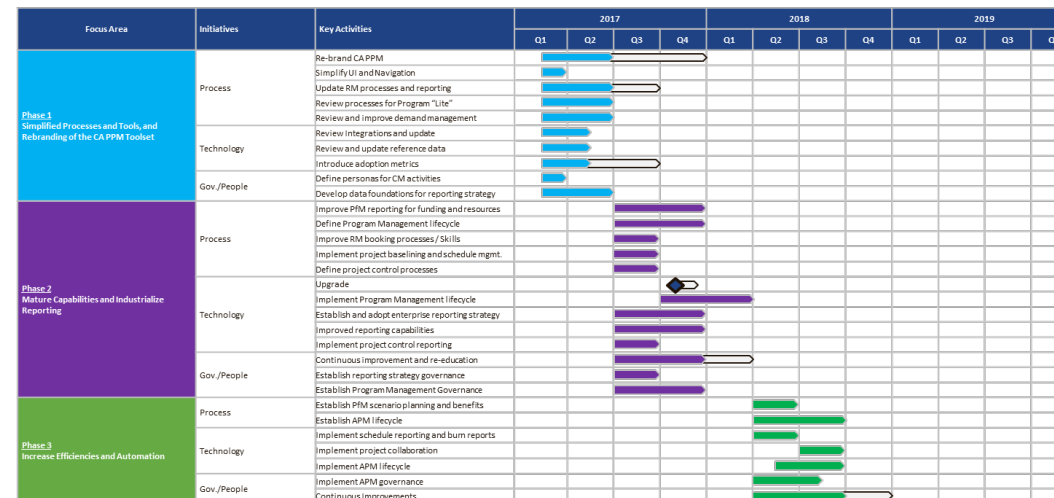 Focus Area
Initiatives
Key Activities
2017
2018
2019
Q1 Q2 Q3 Q4 Q1 Q2 Q3 Q4 Q1 Q2 Q3
Phase 1
Simplified Processes and Tools, and
Rebranding of the CA PPM Toolset
Process
Re-brand CA PPM
Simplify UI and Navigation
Update RM processes and reporting
Review processes for Program "Lite"
Review and improve demand management
Technology
Review Integrations and update
Review and update reference data
Introduce adoption metrics
Gov./People
Define personas for CM activities
Develop data foundations for reporting strategy
Phase 2
Mature Capabilities and Industrialize
Reporting
Process
Improve PfM reporting for funding and resources
Define Program Management lifecycle
Improve RM booking processes / Skills
Implement project baselining and schedule mgmt.
Define project control processes
Technology
Upgrade
Implement Program Management lifecycle
Establish and adopt enterprise reporting strategy
Improved reporting capabilities
Implement project control reporting
Gov./People
Continuous improvement and re-education
Establish reporting strategy governance
Establish Program Management Governance
Phase 3
Increase Efficiencies and Automation
Process
Establish PfM scenario planning and benefits
Establish APM lifecycle
Technology
Implement schedule reporting and burn reports
Implement project collaboration
Implement APM lifecycle
Gov./People
Implement APM governance
Continuous Improvements